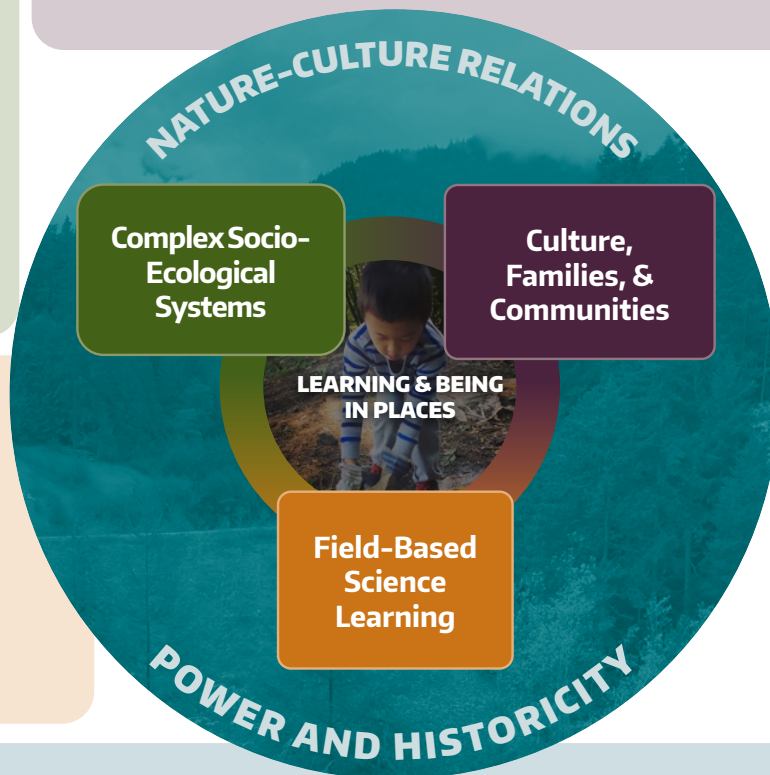 NATURE-CULTURE RELATIONS
Complex Socio-
Ecological
Systems
Culture,
Families, &
Communities
LEARNING & BEING
IN PLACES
Field-Based
Science
Learning
POWER AND HISTORICITY